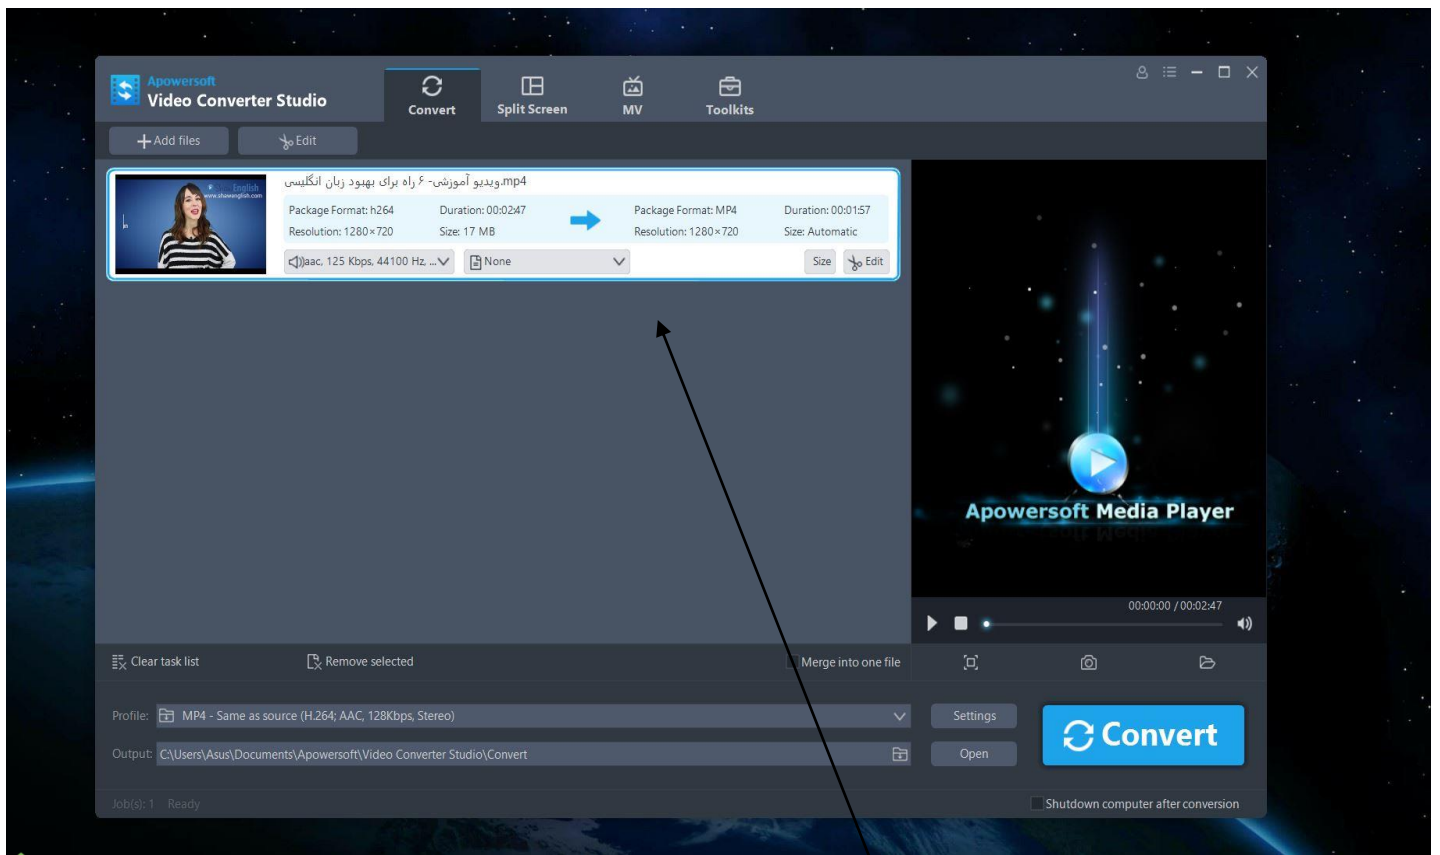 Apowersoft
Video Converter Studio
Convert
Split Screen
MV
Toolkits
Add files
Edit
ویدیو آموزشی- ۶ راه برای بهبود زبان انگلیسی.mp4
English
www.shawenglish.com
Package Format: h264
Duration: 00:02:47
Package Format: MP4
Duration: 00:01:57
Resolution: 1280×720
Size: 17 MB
Resolution: 1280×720
Size: Automatic
aac, 125 Kbps, 44100 Hz, ...
None
Size
Edit
Apowersoft Media Player
00:00:00 / 00:02:47
Clear task list
Remove selected
Merge into one file
Profile:
MP4 - Same as source (H.264; AAC, 128Kbps, Stereo)
Settings
Convert
Output:
C:\Users\Asus\Documents\Apowersoft\Video Converter Studio\Convert
Open
Job(s): 1 Ready
Shutdown computer after conversion